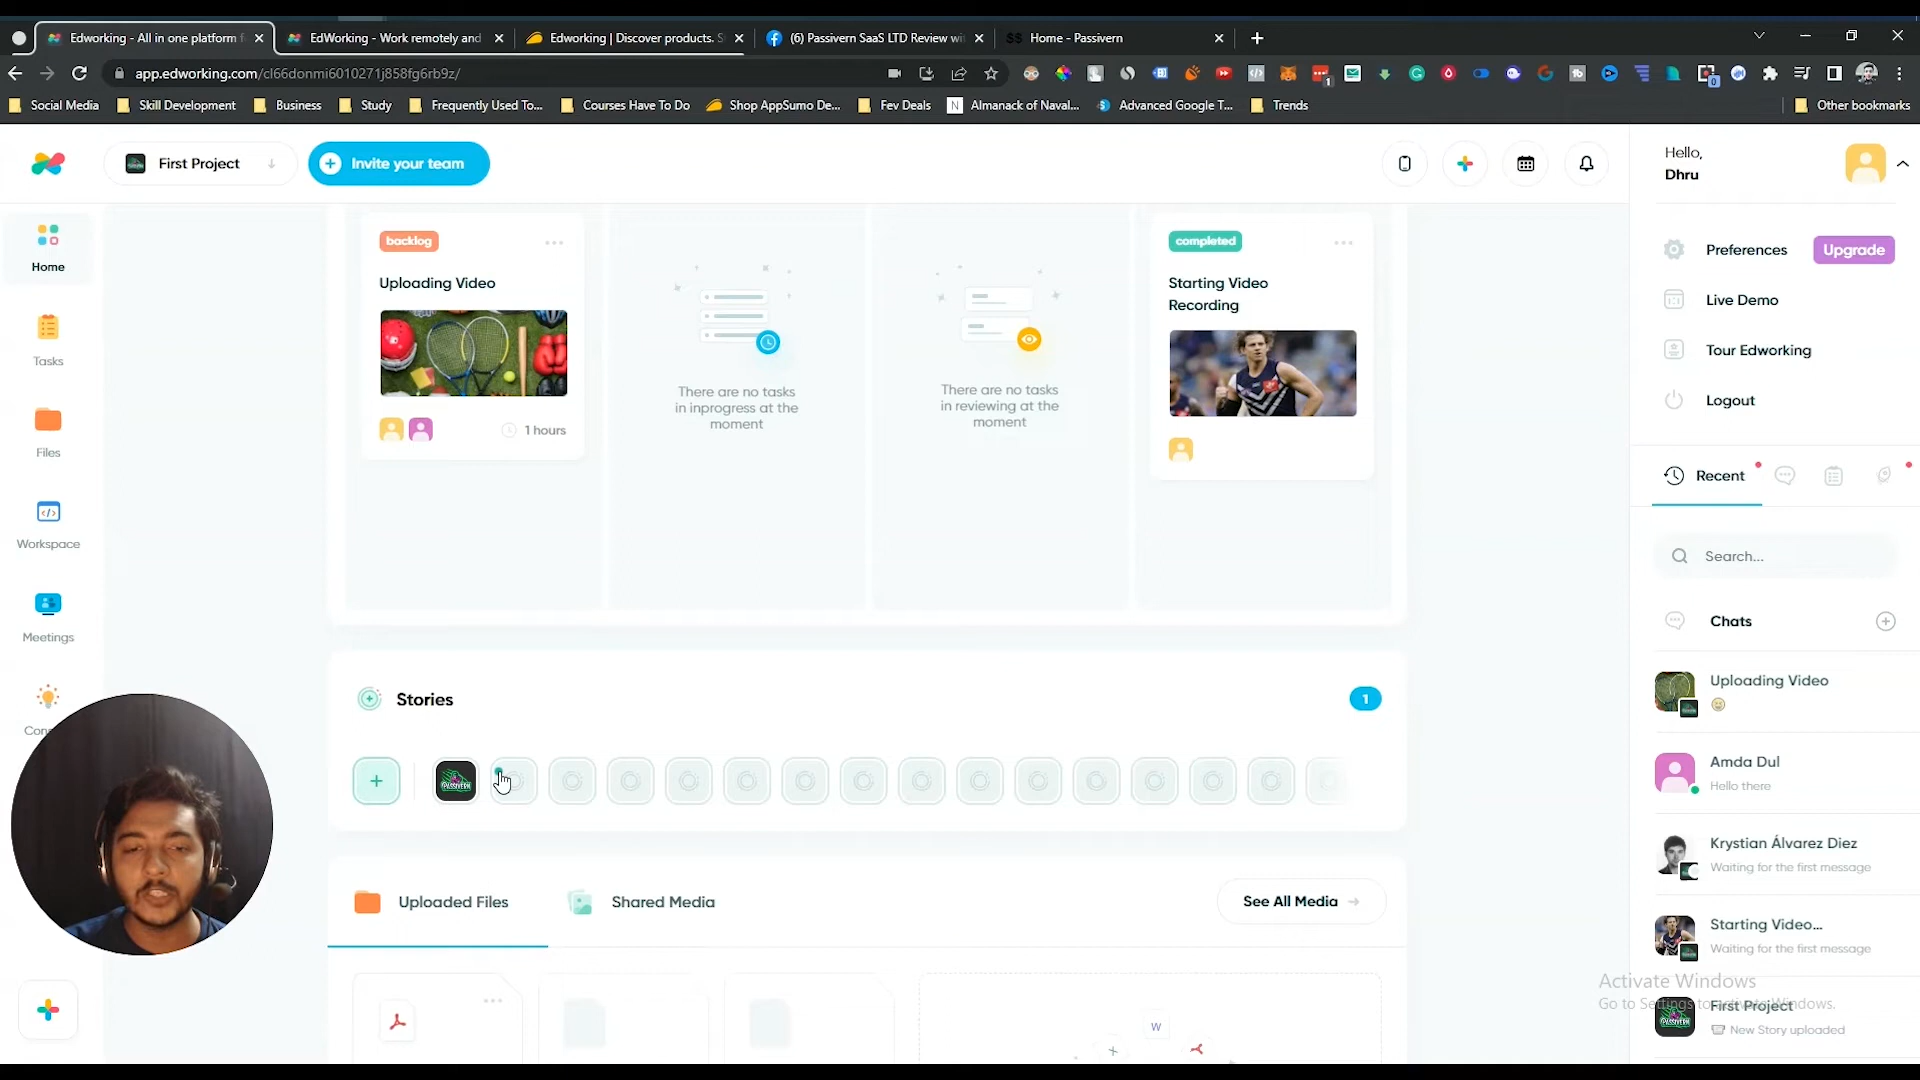 Edworking - All in one platform f
EdWorking - Work remotely and
Edworking | Discover products. S
(6) Passivern SaaS LTD Review wi
Home - Passivern
app.edworking.com/cl66donmi6010271j858fg6rb9z/
Social Media
Skill Development
Business
Study
Frequently Used To...
Courses Have To Do
Shop AppSumo De...
Fev Deals
Almanack of Naval...
Advanced Google T...
Trends
Other bookmarks
First Project
Invite your team
Hello,
Dhru
Home
Tasks
Files
Workspace
Meetings
backlog
Uploading Video
1 hours
There are no tasks
in inprogress at the
moment
There are no tasks
in reviewing at the
moment
completed
Starting Video
Recording
Stories
1
PASSIVERN
Uploaded Files
Shared Media
See All Media
W
Preferences
Upgrade
Live Demo
Tour Edworking
Logout
Recent
Search...
Chats
Uploading Video
Amda Dul
Hello there
Krystian Álvarez Diez
Waiting for the first message
Starting Video...
Waiting for the first message
First Project
New Story uploaded
Activate Windows
Go to Settings to activate Windows.